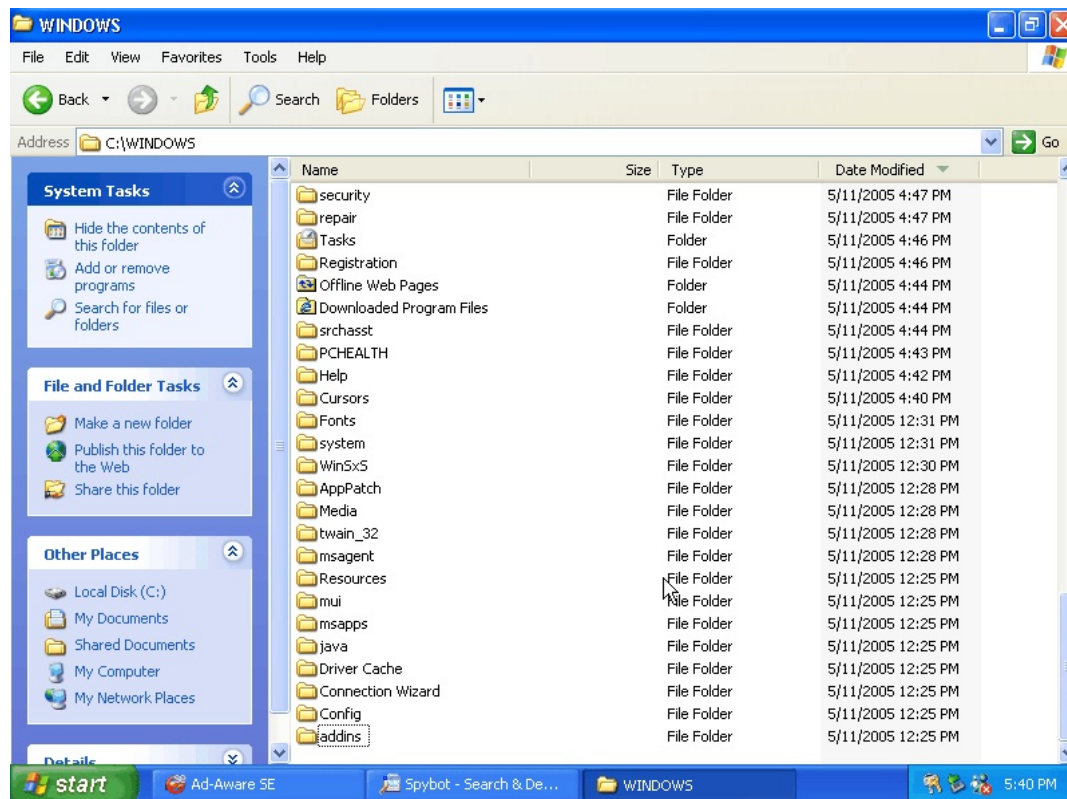 WINDOWS
File Edit View Favorites Tools Help
Back Search Folders
Address C:\WINDOWS Go
System Tasks
Hide the contents of
this folder
Add or remove
programs
Search for files or
folders
File and Folder Tasks
Make a new folder
Publish this folder to
the Web
Share this folder
Other Places
Local Disk (C:)
My Documents
Shared Documents
My Computer
My Network Places
Details
Name Size Type Date Modified
security File Folder 5/11/2005 4:47 PM
repair File Folder 5/11/2005 4:47 PM
Tasks Folder 5/11/2005 4:46 PM
Registration File Folder 5/11/2005 4:46 PM
Offline Web Pages Folder 5/11/2005 4:44 PM
Downloaded Program Files Folder 5/11/2005 4:44 PM
srchasst File Folder 5/11/2005 4:44 PM
PCHEALTH File Folder 5/11/2005 4:43 PM
Help File Folder 5/11/2005 4:42 PM
Cursors File Folder 5/11/2005 4:40 PM
Fonts File Folder 5/11/2005 12:31 PM
system File Folder 5/11/2005 12:31 PM
WinSxS File Folder 5/11/2005 12:30 PM
AppPatch File Folder 5/11/2005 12:28 PM
Media File Folder 5/11/2005 12:28 PM
twain_32 File Folder 5/11/2005 12:28 PM
msagent File Folder 5/11/2005 12:28 PM
Resources File Folder 5/11/2005 12:25 PM
mui File Folder 5/11/2005 12:25 PM
msapps File Folder 5/11/2005 12:25 PM
java File Folder 5/11/2005 12:25 PM
Driver Cache File Folder 5/11/2005 12:25 PM
Connection Wizard File Folder 5/11/2005 12:25 PM
Config File Folder 5/11/2005 12:25 PM
addins File Folder 5/11/2005 12:25 PM
start Ad-Aware SE Spybot - Search & De... WINDOWS 5:40 PM